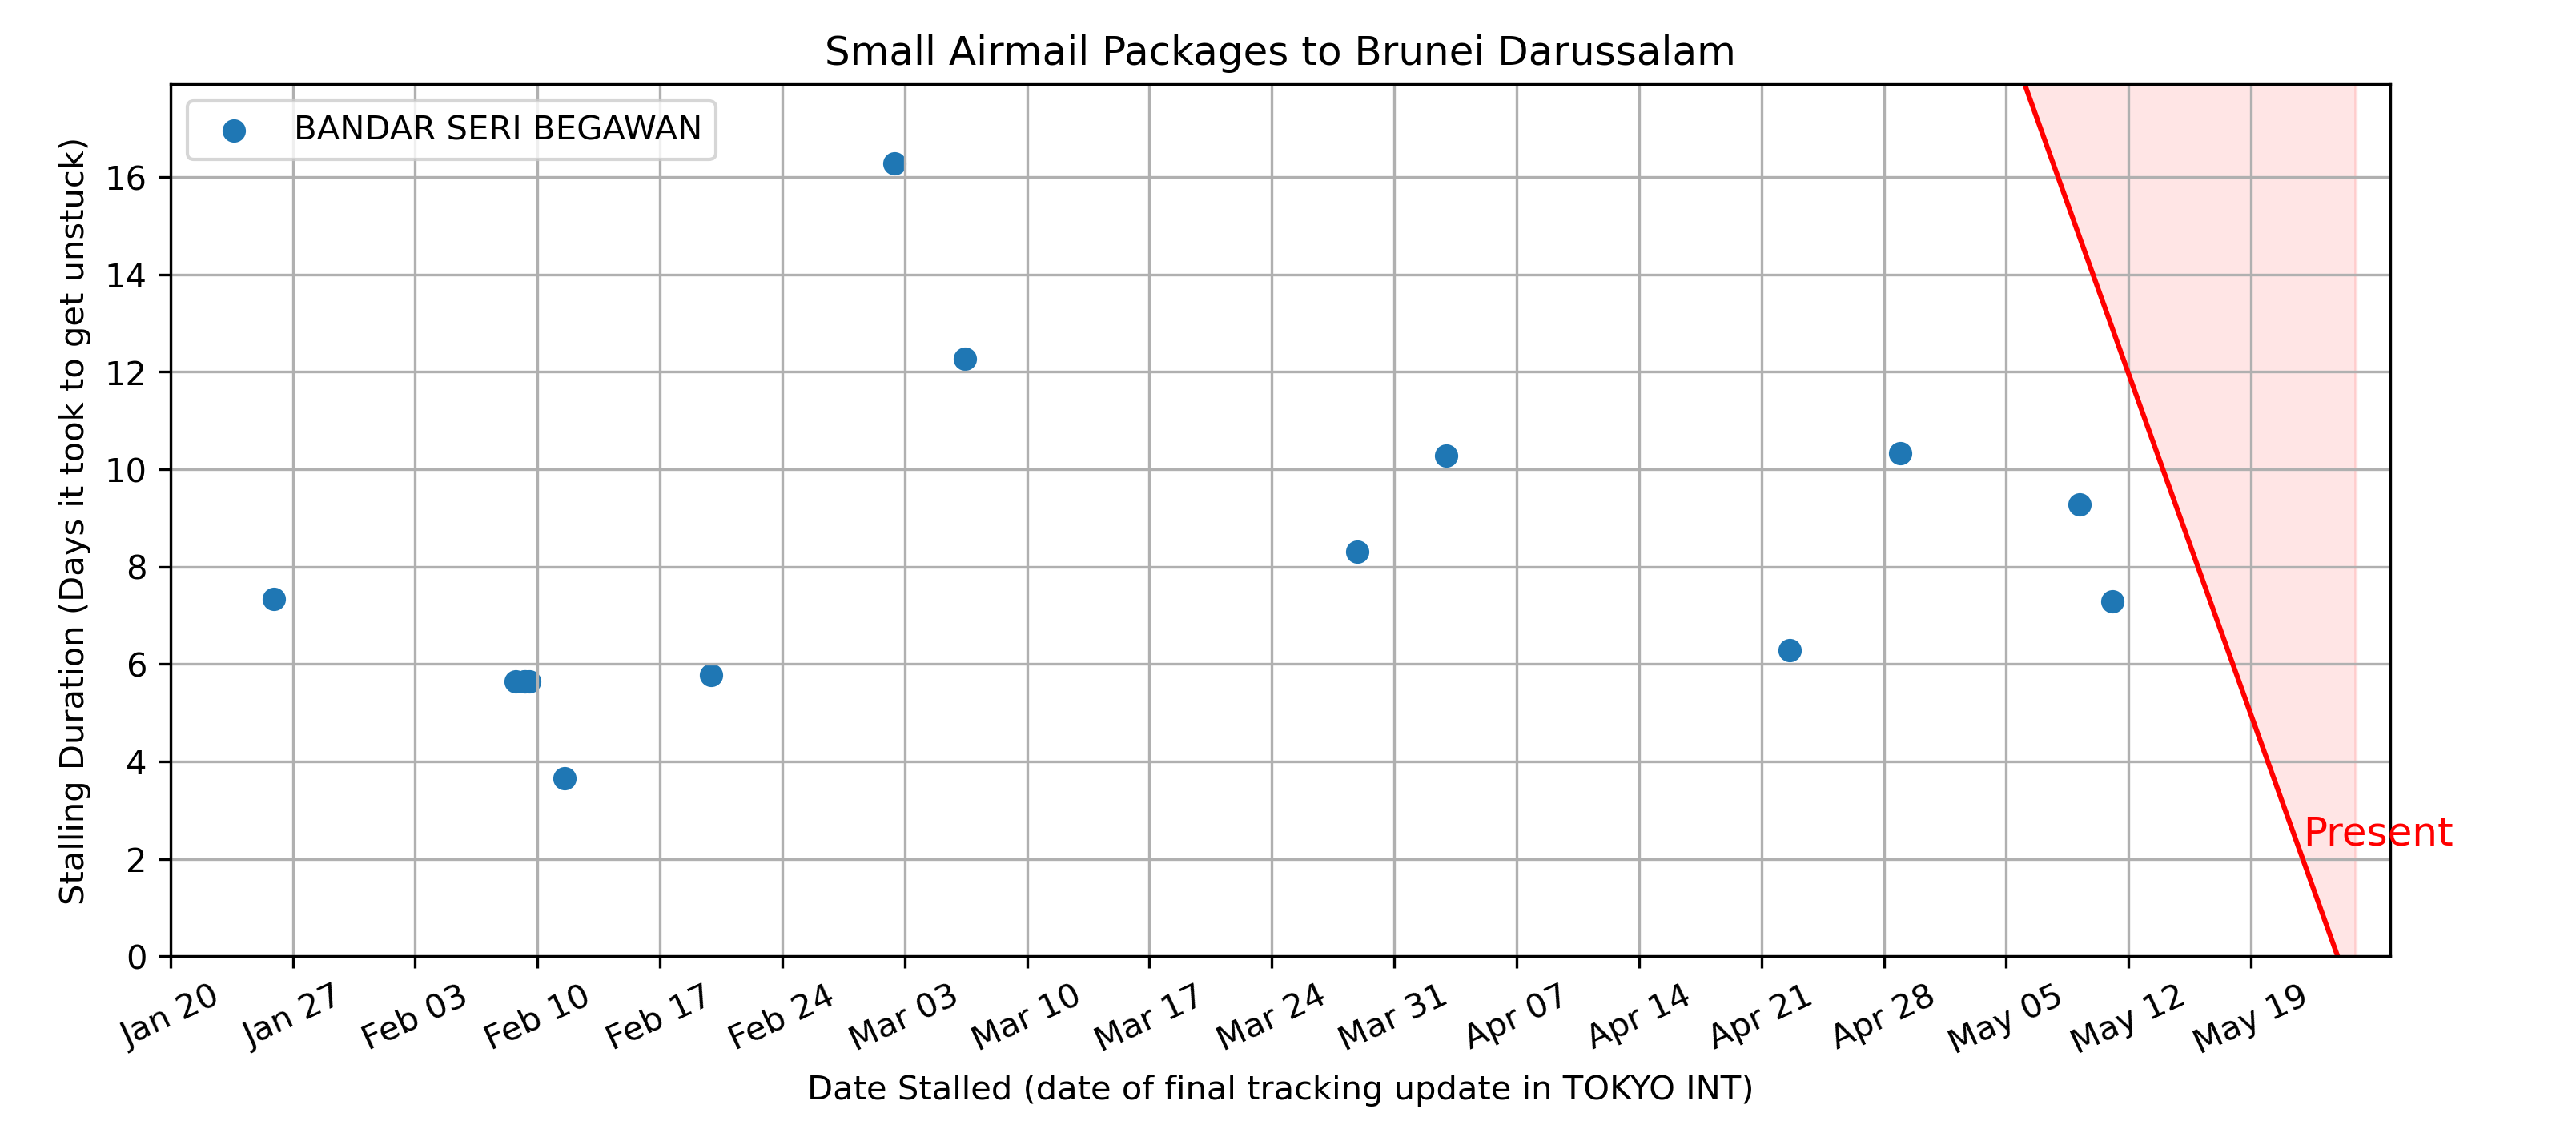 Small Airmail Packages to Brunei Darussalam
BANDAR SERI BEGAWAN
Stalling Duration (Days it took to get unstuck)
16
14
12
10
8
6
4
2
0
Present
Jan 20
Jan 27
Feb 03
Feb 10
Feb 17
Feb 24
Mar 03
Mar 10
Mar 17
Mar 24
Mar 31
Apr 07
Apr 14
Apr 21
Apr 28
May 05
May 12
May 19
Date Stalled (date of final tracking update in TOKYO INT)